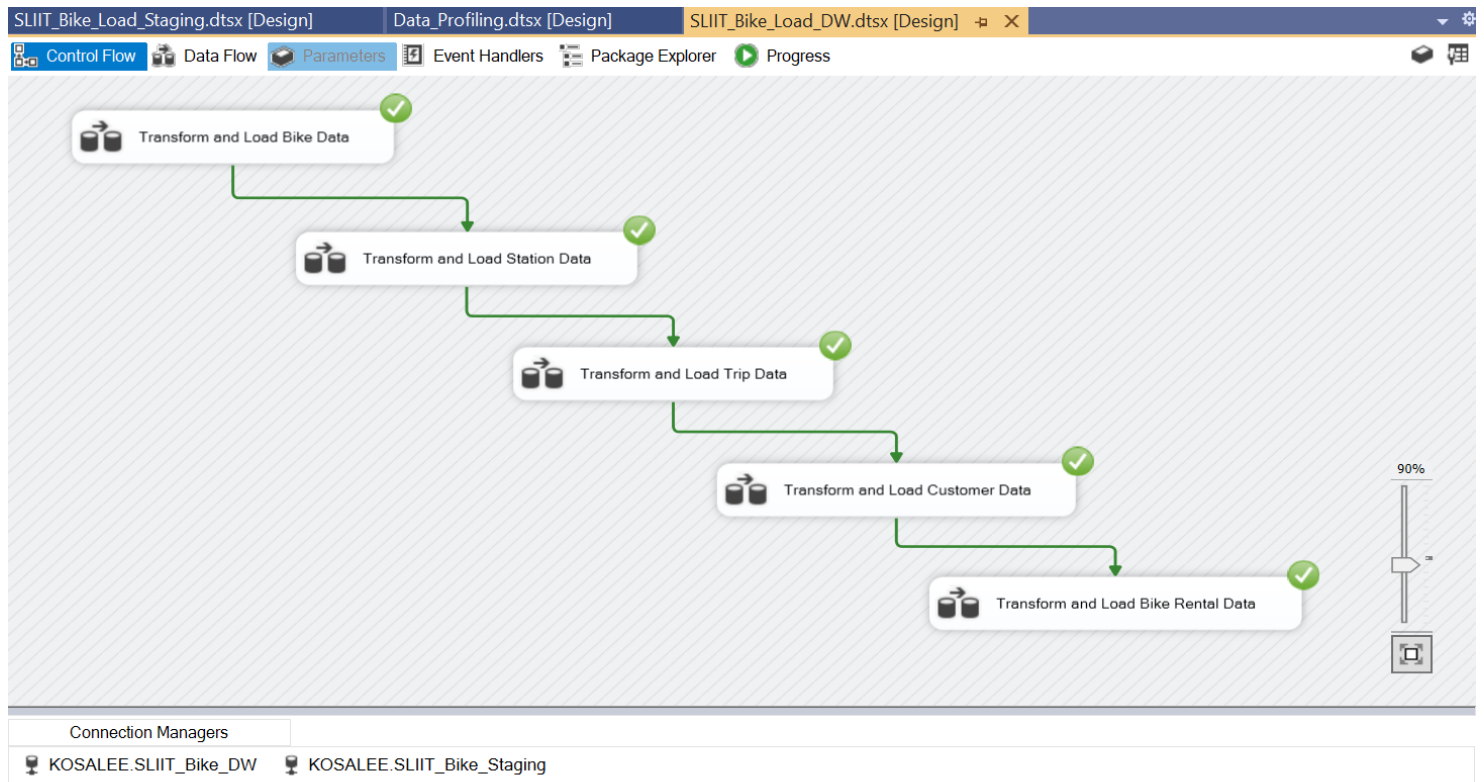 SLIIT_Bike_Load_Staging.dtsx [Design] Data_Profiling.dtsx [Design] SLIIT_Bike_Load_DW.dtsx [Design]
Control Flow Data Flow Parameters Event Handlers Package Explorer Progress
Transform and Load Bike Data
Transform and Load Station Data
Transform and Load Trip Data
Transform and Load Customer Data
90%
Transform and Load Bike Rental Data
Connection Managers
KOSALEE.SLIIT_Bike_DW KOSALEE.SLIIT_Bike_Staging